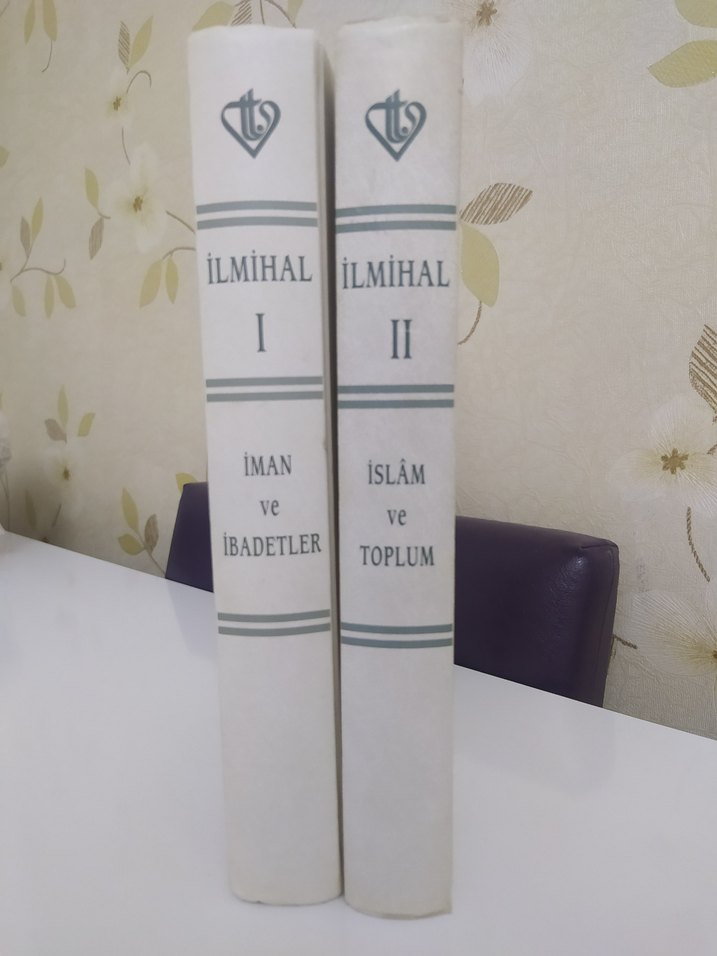 İLMİHAL
I
İMAN
ve
İBADETLER
İLMİHAL
II
İSLÂM
ve
TOPLUM